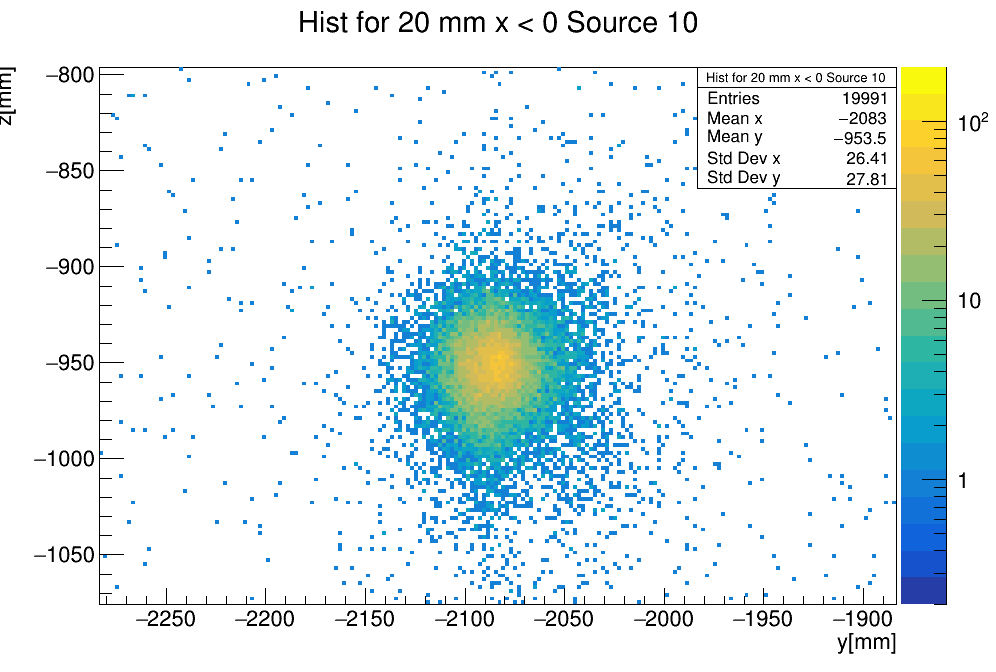 Hist for 20 mm x < 0 Source 10
z[mm]
−800
−850
−900
−950
−1000
−1050
Hist for 20 mm x < 0 Source 10
Entries 19991
Mean x −2083
Mean y −953.5
Std Dev x 26.41
Std Dev y 27.81
10²
10
1
−2250 −2200 −2150 −2100 −2050 −2000 −1950 −1900
y[mm]